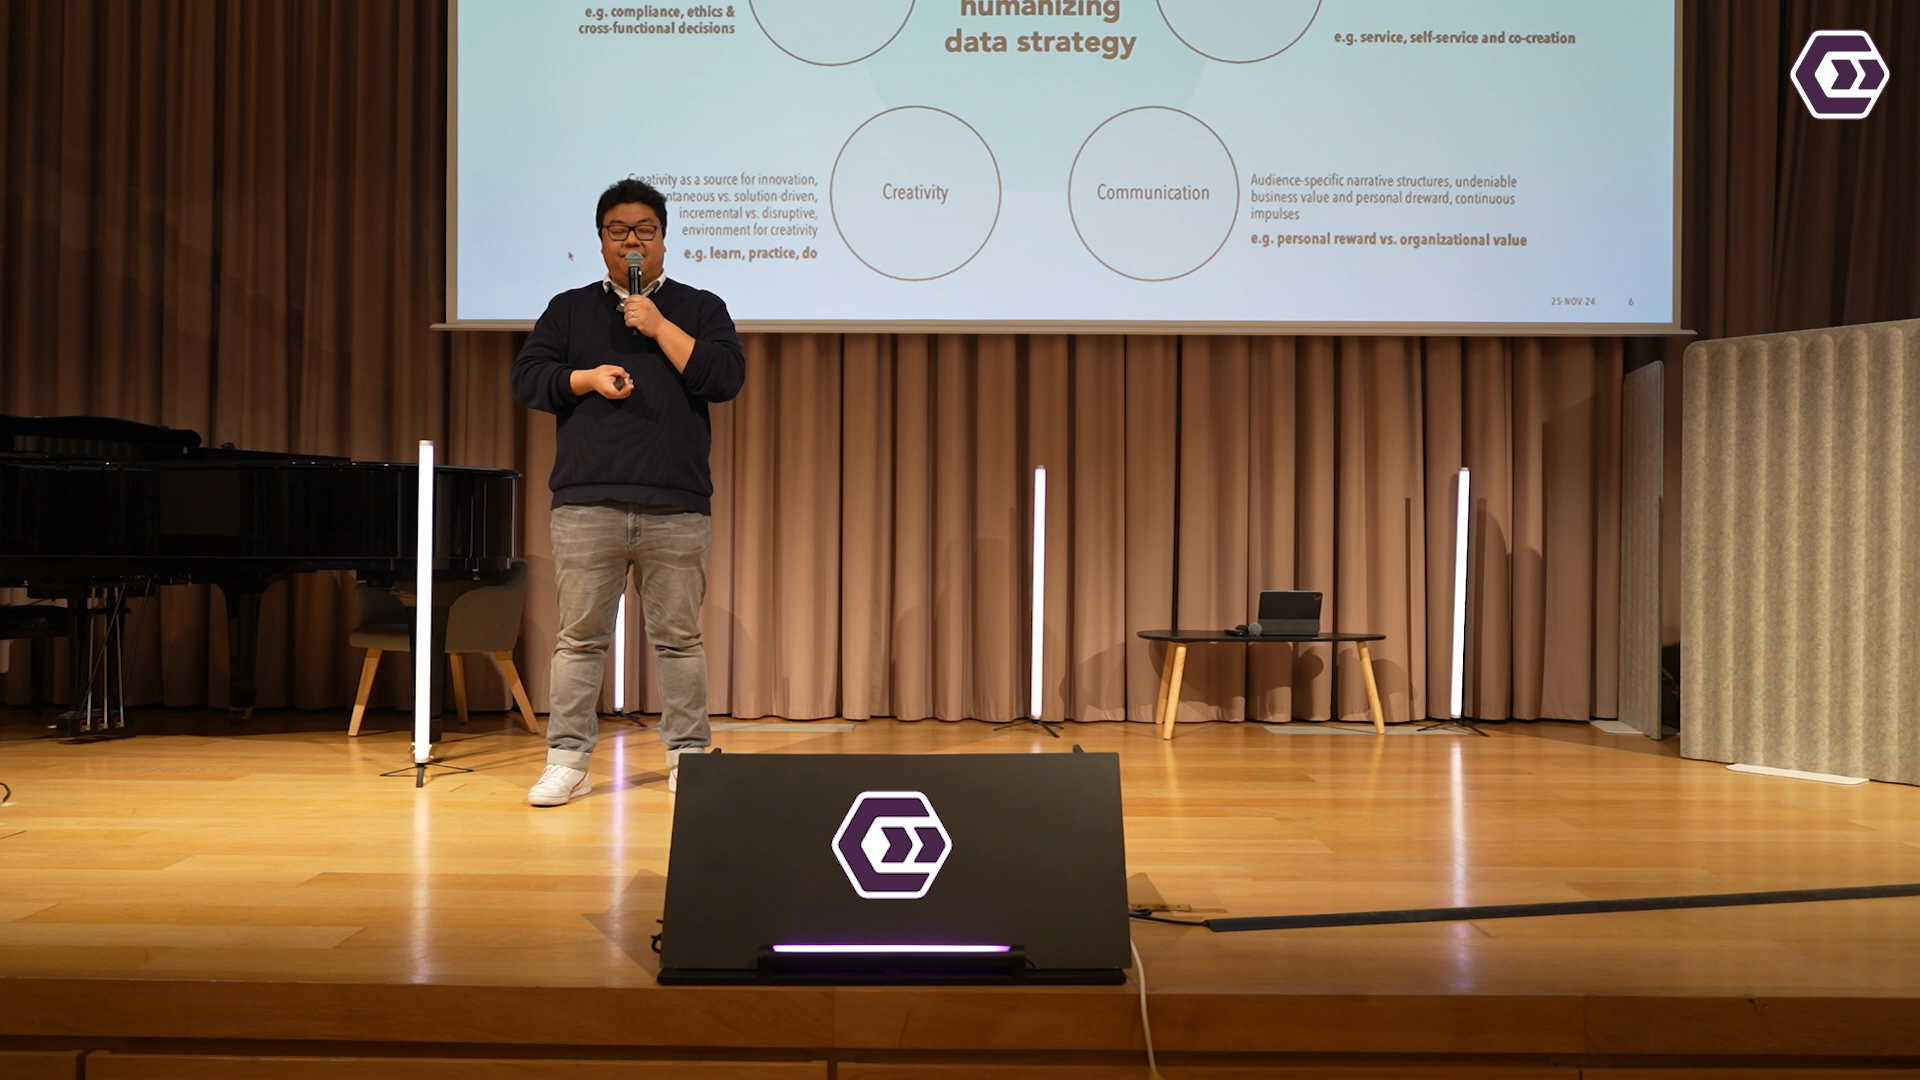 e.g. compliance, ethics &
cross-functional decisions
humanizing
data strategy
e.g. service, self-service and co-creation
Creativity as a source for innovation,
vs. solution-driven,
incremental vs. disruptive,
environment for creativity
e.g. learn, practice, do
Creativity
Communication
Audience-specific narrative structures, undeniable
business value and personal dreward, continuous
impulses
e.g. personal reward vs. organizational value
25-NOV-24 6